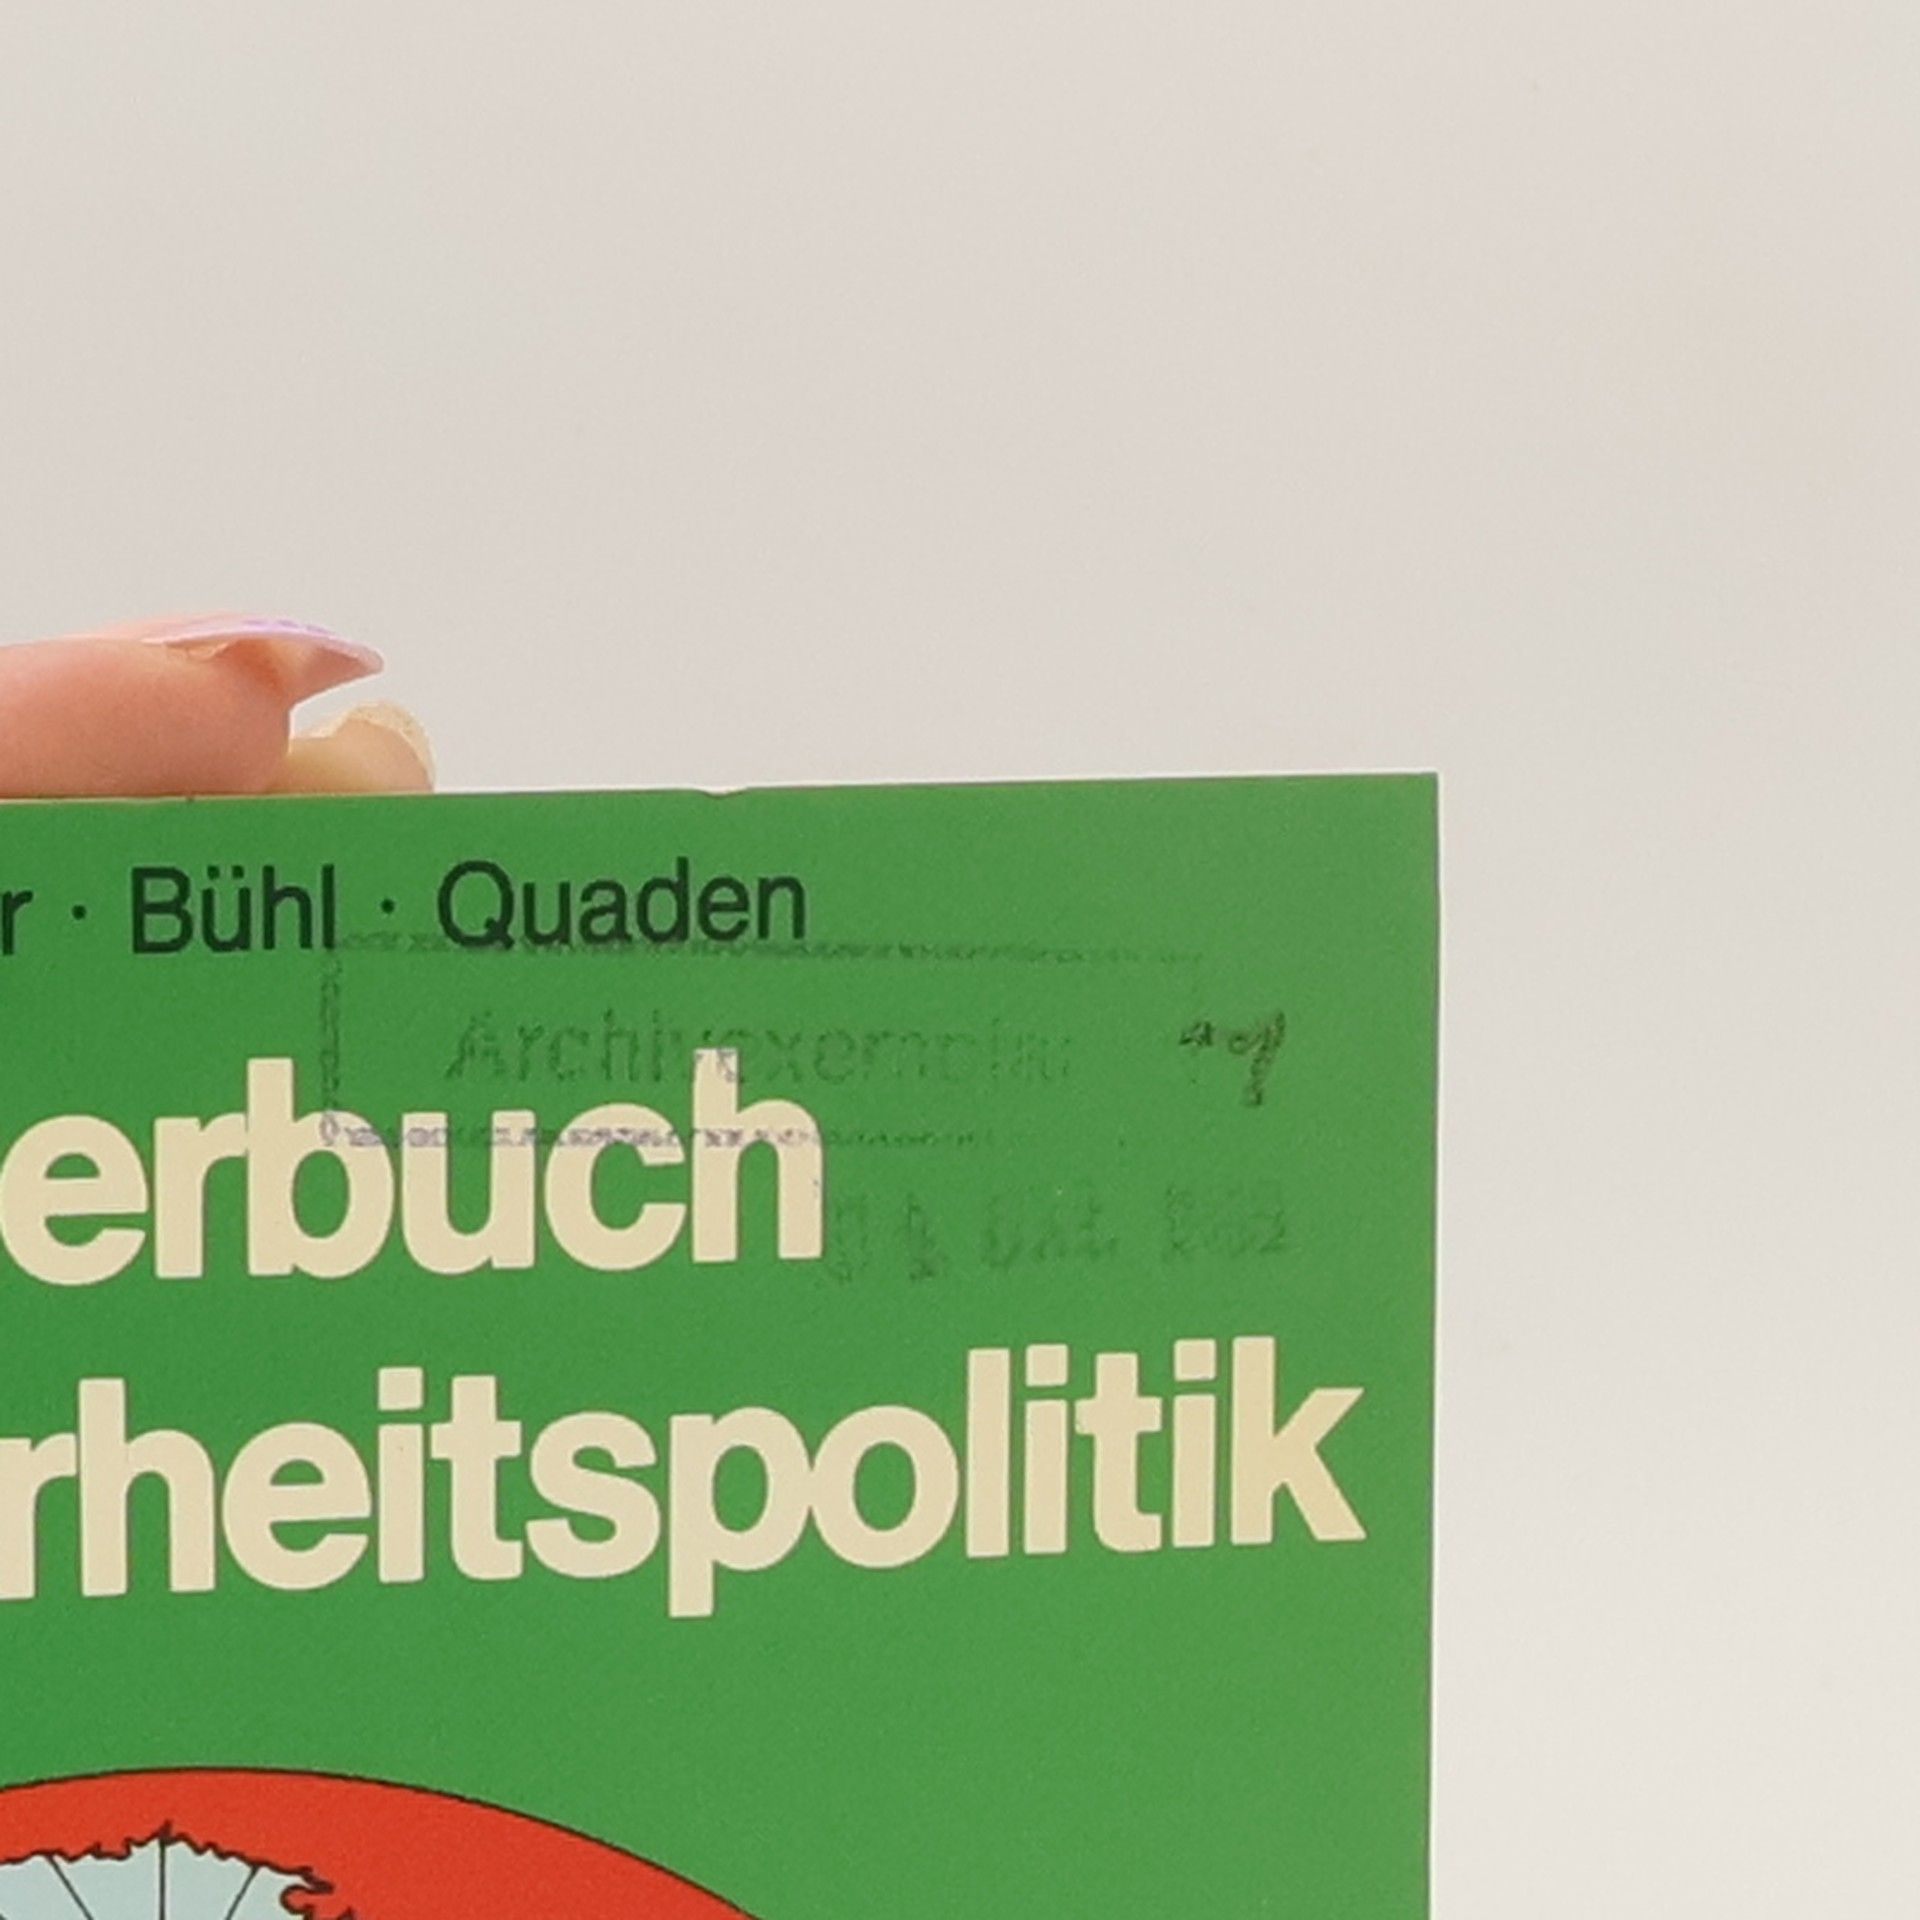 r · Bühl · Quaden
Archivexemplar
erbuch
rheitspolitik